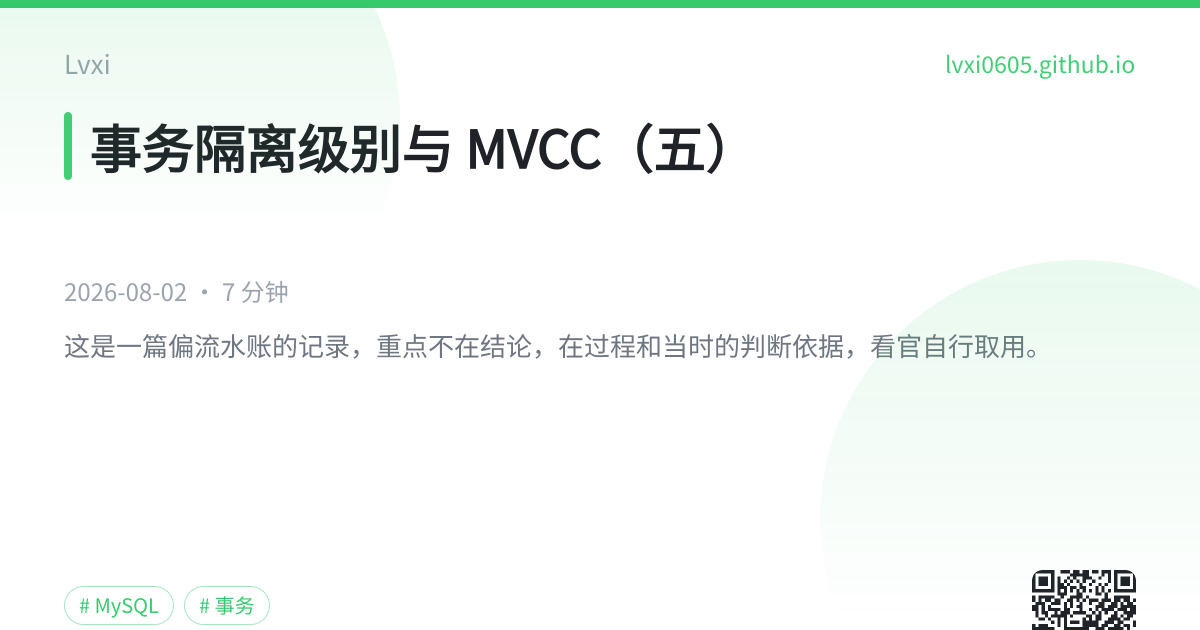 Lvxi
lvxi0605.github.io
事务隔离级别与 MVCC（五）
2026-08-02 · 7 分钟
这是一篇偏流水账的记录，重点不在结论，在过程和当时的判断依据，看官自行取用。
# MySQL
# 事务